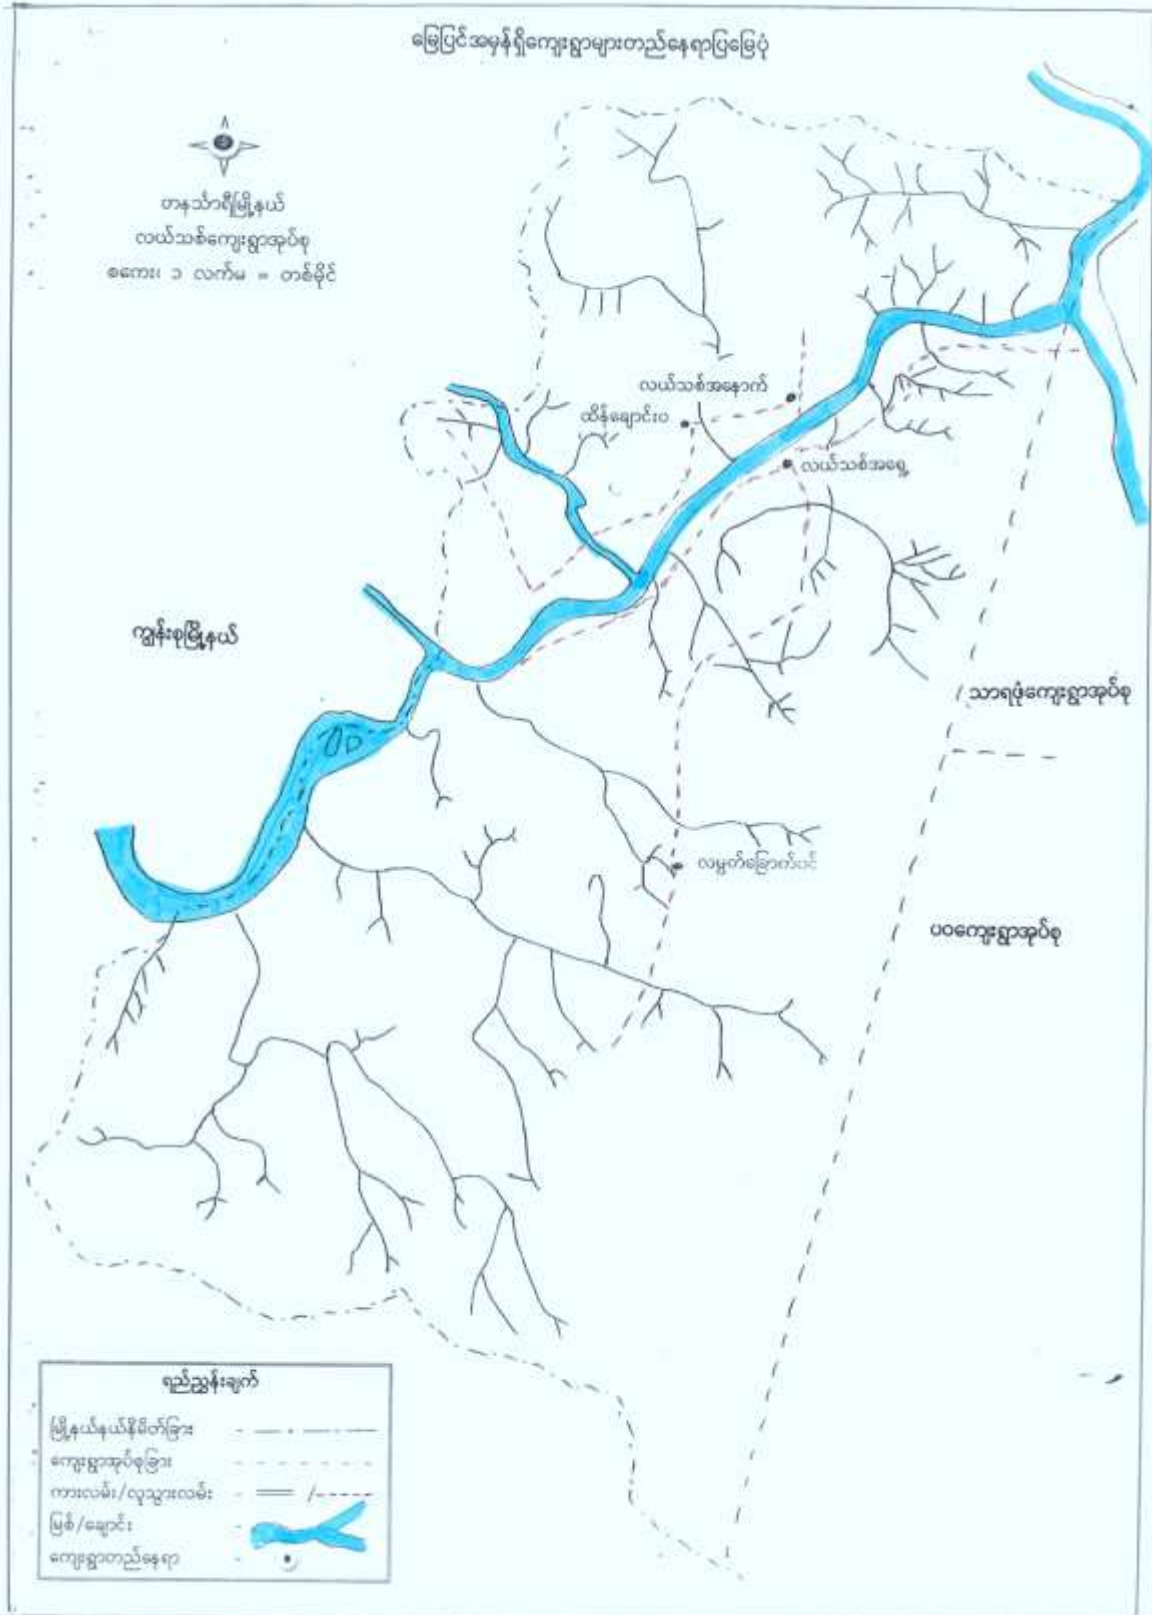 မြေပြင်အမှန်ရှိကျေးရွာများတည်နေရာပြမြေပုံ
တနင်္သာရီမြို့နယ်
လယ်သစ်ကျေးရွာအုပ်စု
စကေး၊ ၁ လက်မ = တစ်မိုင်
လယ်သစ်အနောက်
ထိန်ချောင်းပ
လယ်သစ်အရှေ့
ကျွန်းစုမြို့နယ်
သာရဖုံကျေးရွာအုပ်စု
လမွတ်ခြောက်ပင်
ပဝကျေးရွာအုပ်စု
ရည်ညွှန်းချက်
မြို့နယ်နယ်နိမိတ်ခြား
ကျေးရွာအုပ်စုခြား
ကားလမ်း/လူသွားလမ်း
မြစ်/ချောင်း
ကျေးရွာတည်နေရာ